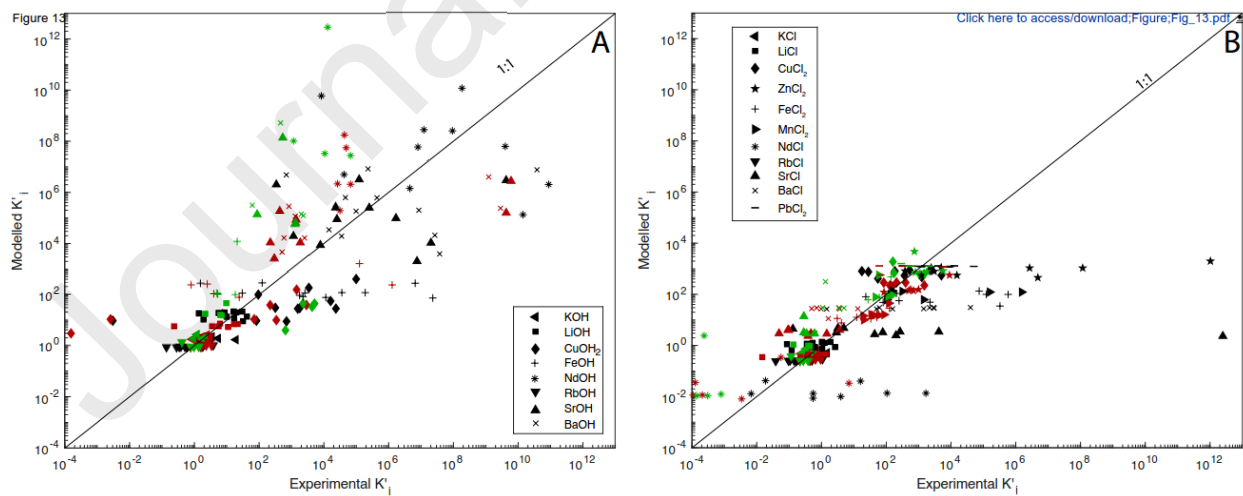 Figure 13
Click here to access/download;Figure;Fig_13.pdf
Journa
A
1:1
Modelled K'i
10^12
10^10
10^8
10^6
10^4
10^2
10^0
10^-2
10^-4
KOH
LiOH
CuOH2
FeOH
NdOH
RbOH
SrOH
BaOH
10^-4 10^-2 10^0 10^2 10^4 10^6 10^8 10^10 10^12
Experimental K'i
B
1:1
Modelled K'i
10^12
10^10
10^8
10^6
10^4
10^2
10^0
10^-2
10^-4
KCl
LiCl
CuCl2
ZnCl2
FeCl2
MnCl2
NdCl
RbCl
SrCl
BaCl
PbCl2
10^-4 10^-2 10^0 10^2 10^4 10^6 10^8 10^10 10^12
Experimental K'i